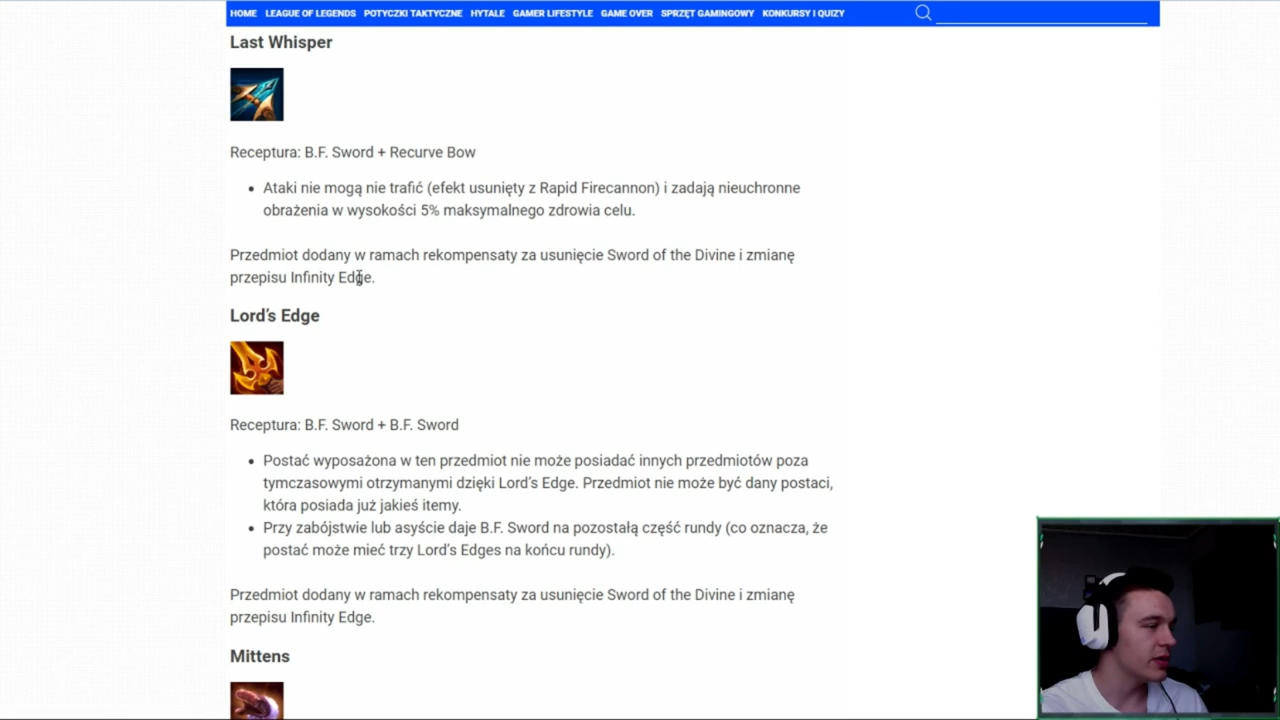 HOME LEAGUE OF LEGENDS POTYCZKI TAKTYCZNE HYTALE GAMER LIFESTYLE GAME OVER SPRZĘT GAMINGOWY KONKURSY I QUIZY
Last Whisper
Receptura: B.F. Sword + Recurve Bow
• Ataki nie mogą nie trafić (efekt usunięty z Rapid Firecannon) i zadają nieuchronne
obrażenia w wysokości 5% maksymalnego zdrowia celu.
Przedmiot dodany w ramach rekompensaty za usunięcie Sword of the Divine i zmianę
przepisu Infinity Edge.
Lord’s Edge
Receptura: B.F. Sword + B.F. Sword
• Postać wyposażona w ten przedmiot nie może posiadać innych przedmiotów poza
tymczasowymi otrzymanymi dzięki Lord’s Edge. Przedmiot nie może być dany postaci,
która posiada już jakieś itemy.
• Przy zabójstwie lub asyście daje B.F. Sword na pozostałą część rundy (co oznacza, że
postać może mieć trzy Lord’s Edges na końcu rundy).
Przedmiot dodany w ramach rekompensaty za usunięcie Sword of the Divine i zmianę
przepisu Infinity Edge.
Mittens